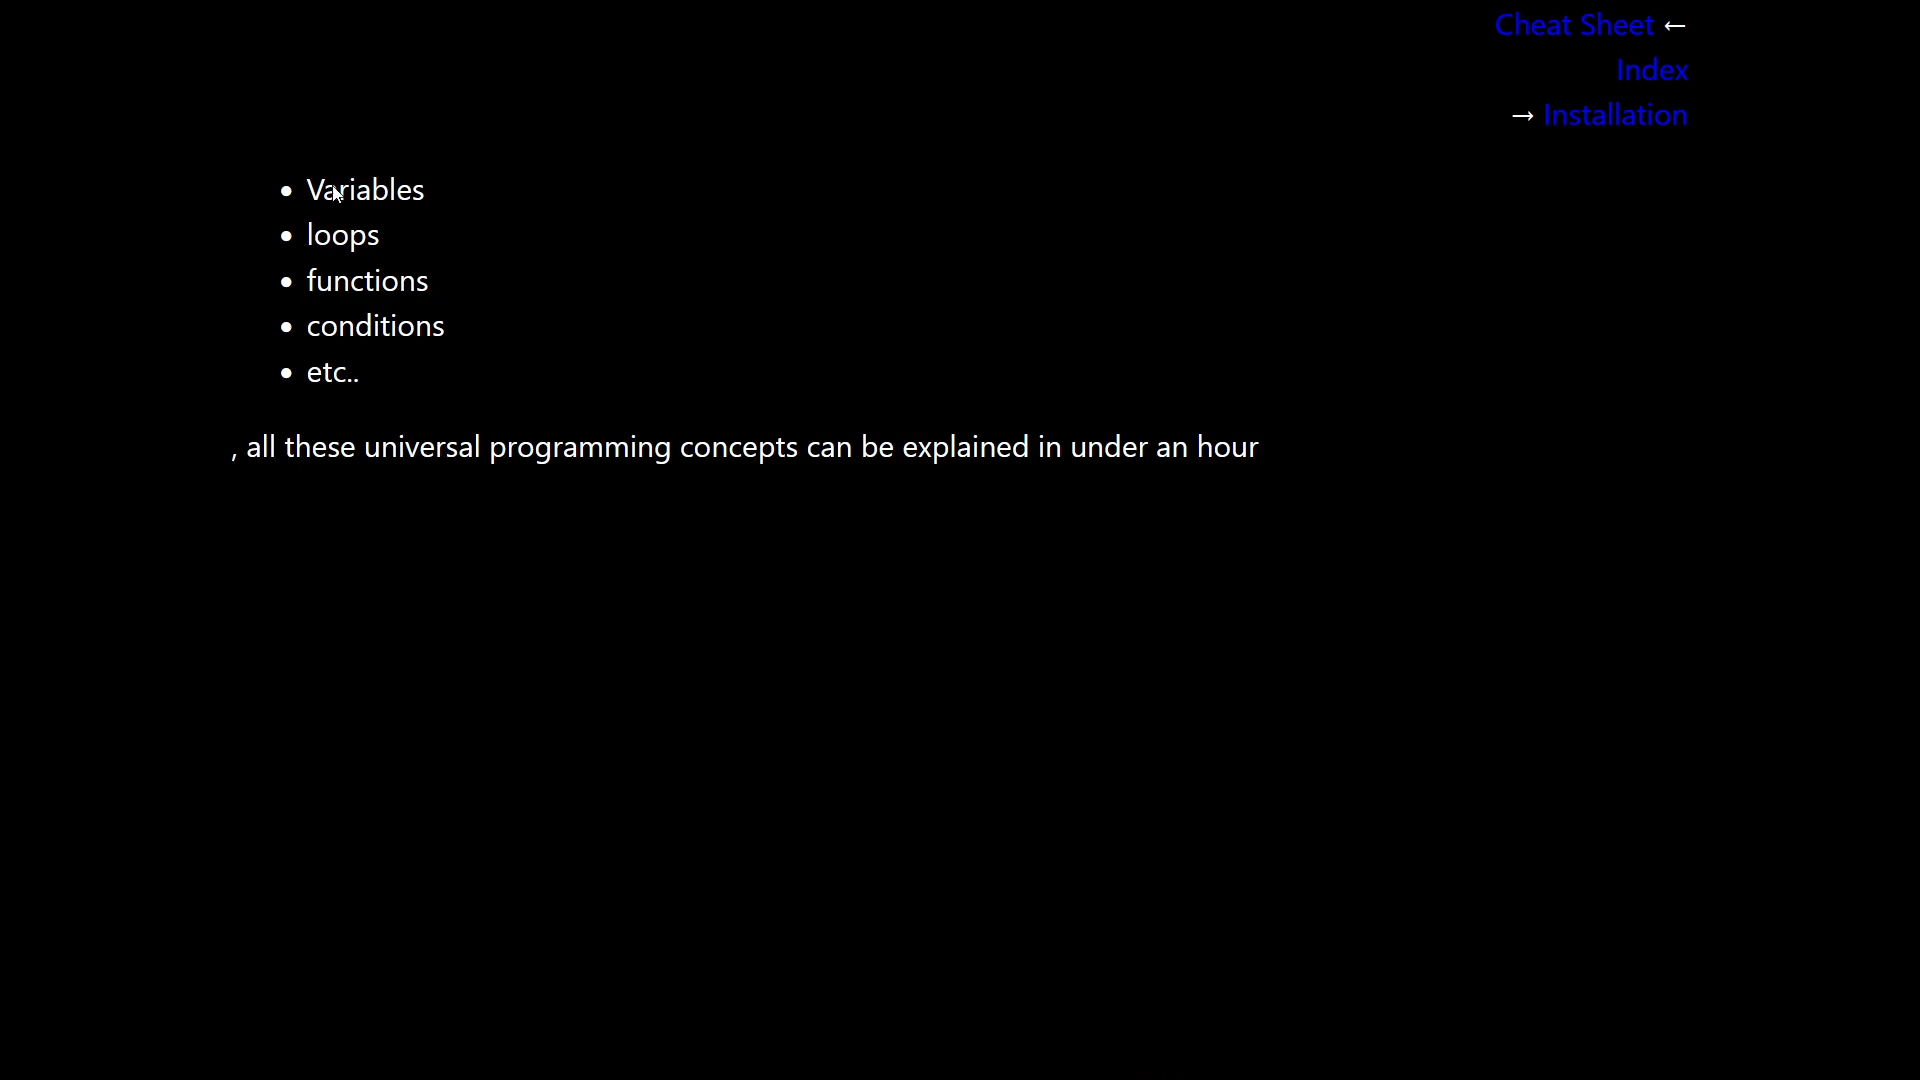 Cheat Sheet ←
Index
→ Installation
• Variables
• loops
• functions
• conditions
• etc..
, all these universal programming concepts can be explained in under an hour